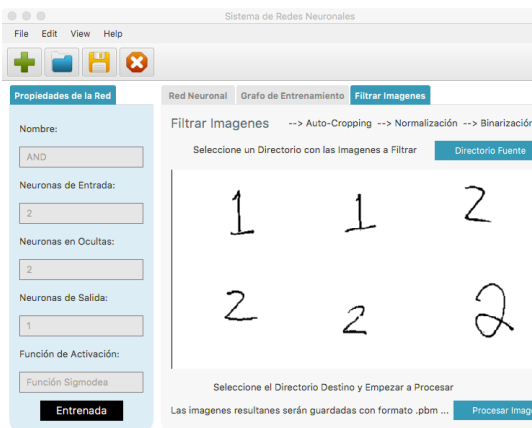 Sistema de Redes Neuronales
File Edit View Help
Propiedades de la Red
Nombre:
AND
Neuronas de Entrada:
2
Neuronas en Ocultas:
2
Neuronas de Salida:
1
Función de Activación:
Función Sigmodea
Entrenada
Red Neuronal Grafo de Entrenamiento Filtrar Imagenes
Filtrar Imagenes --> Auto-Cropping --> Normalización --> Binarización
Seleccione un Directorio con las Imagenes a Filtrar Directorio Fuente
1 1 2
2 2 2
Seleccione el Directorio Destino y Empezar a Procesar
Las imagenes resultanes serán guardadas con formato .pbm ... Procesar Image